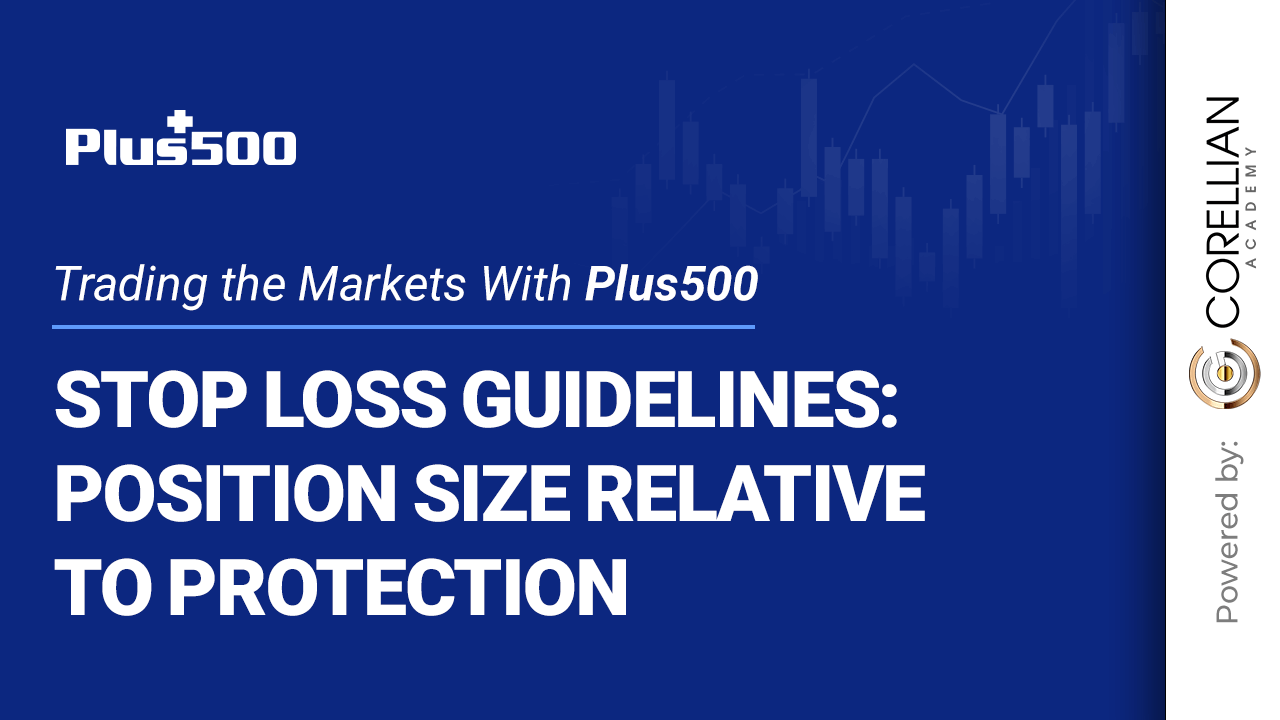 Plus500
Trading the Markets With Plus500
STOP LOSS GUIDELINES:
POSITION SIZE RELATIVE
TO PROTECTION
Powered by:
CORELLIAN
ACADEMY